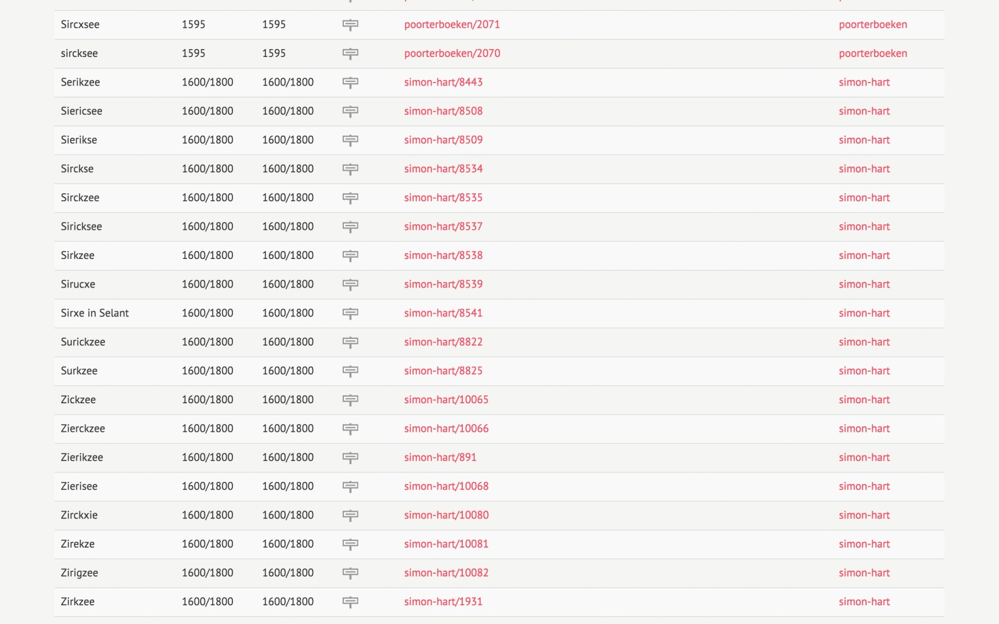 Sircxsee 1595 1595 poorterboeken/2071 poorterboeken
sircksee 1595 1595 poorterboeken/2070 poorterboeken
Serikzee 1600/1800 1600/1800 simon-hart/8443 simon-hart
Siericsee 1600/1800 1600/1800 simon-hart/8508 simon-hart
Sierikse 1600/1800 1600/1800 simon-hart/8509 simon-hart
Sirckse 1600/1800 1600/1800 simon-hart/8534 simon-hart
Sirckzee 1600/1800 1600/1800 simon-hart/8535 simon-hart
Siricksee 1600/1800 1600/1800 simon-hart/8537 simon-hart
Sirkzee 1600/1800 1600/1800 simon-hart/8538 simon-hart
Sirucxe 1600/1800 1600/1800 simon-hart/8539 simon-hart
Sirxe in Selant 1600/1800 1600/1800 simon-hart/8541 simon-hart
Surickzee 1600/1800 1600/1800 simon-hart/8822 simon-hart
Surkzee 1600/1800 1600/1800 simon-hart/8825 simon-hart
Zickzee 1600/1800 1600/1800 simon-hart/10065 simon-hart
Zierckzee 1600/1800 1600/1800 simon-hart/10066 simon-hart
Zierikzee 1600/1800 1600/1800 simon-hart/891 simon-hart
Zierisee 1600/1800 1600/1800 simon-hart/10068 simon-hart
Zirckxie 1600/1800 1600/1800 simon-hart/10080 simon-hart
Zirekze 1600/1800 1600/1800 simon-hart/10081 simon-hart
Zirigzee 1600/1800 1600/1800 simon-hart/10082 simon-hart
Zirkzee 1600/1800 1600/1800 simon-hart/1931 simon-hart